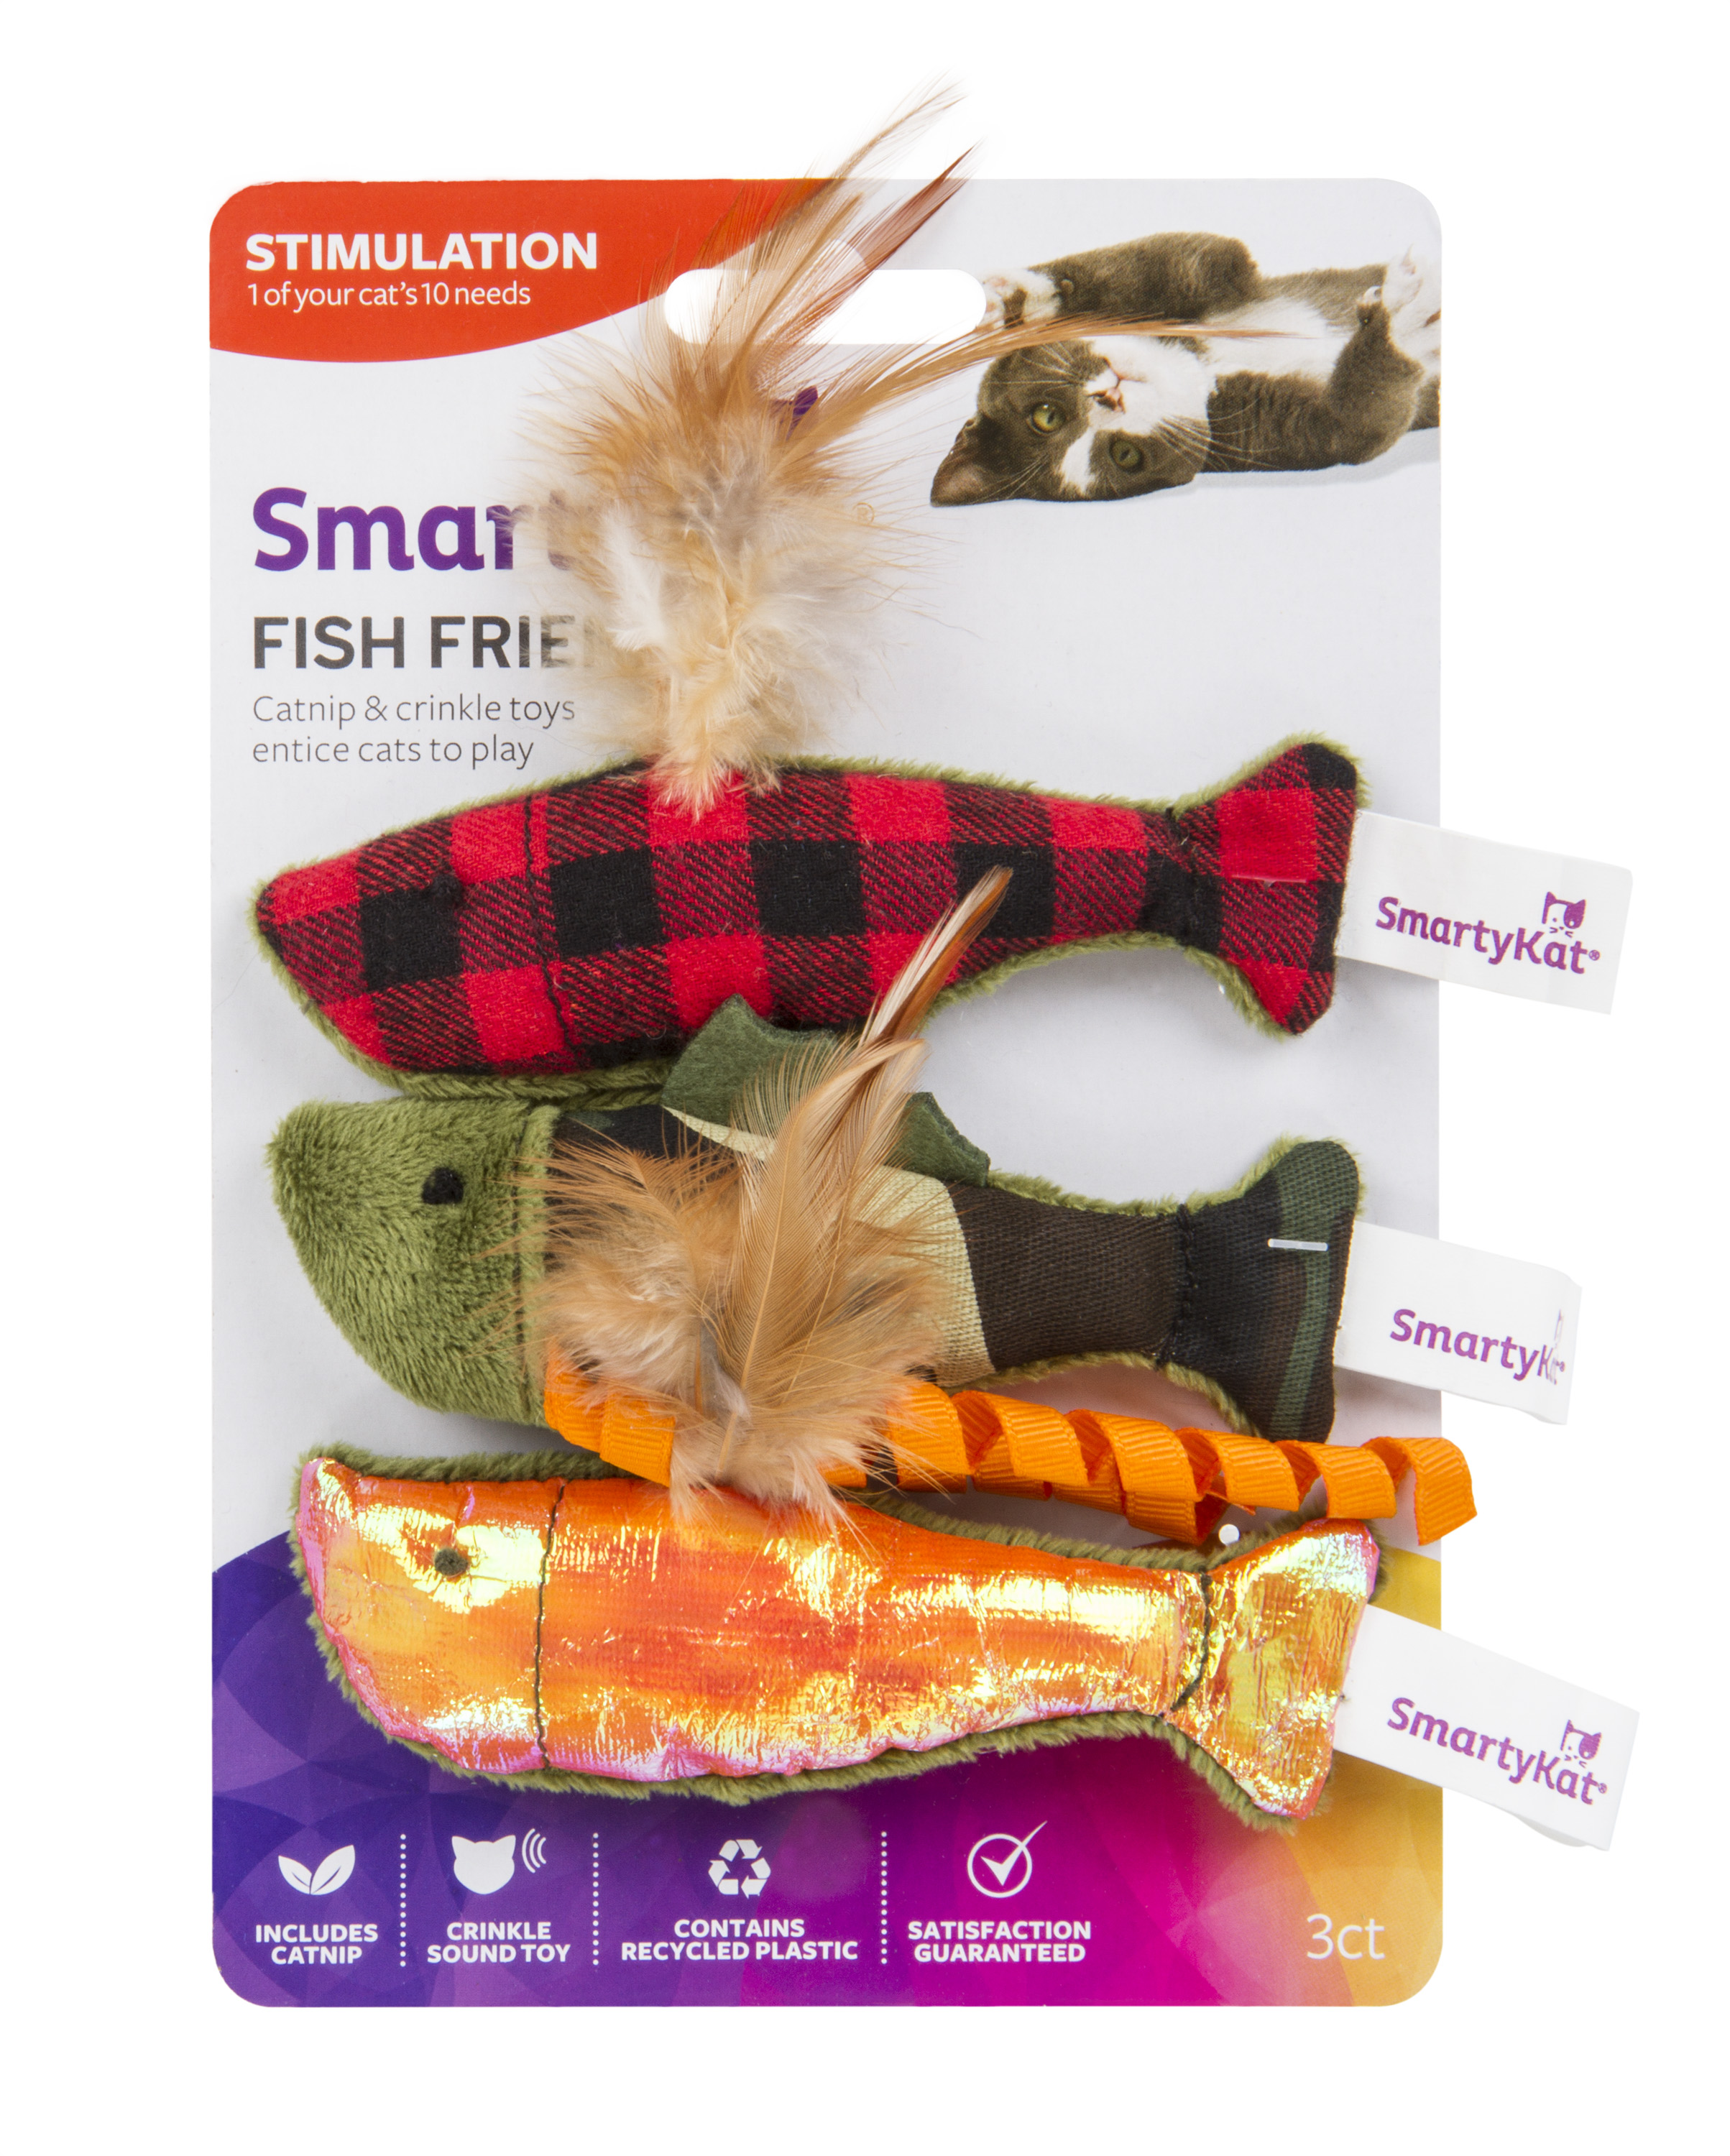 STIMULATION
1 of your cat's 10 needs
Smart
FISH FRIE
Catnip & crinkle toys
entice cats to play
SmartyKat®
SmartyKat®
SmartyKat®
INCLUDES
CATNIP
CRINKLE
SOUND TOY
CONTAINS
RECYCLED PLASTIC
SATISFACTION
GUARANTEED
3ct